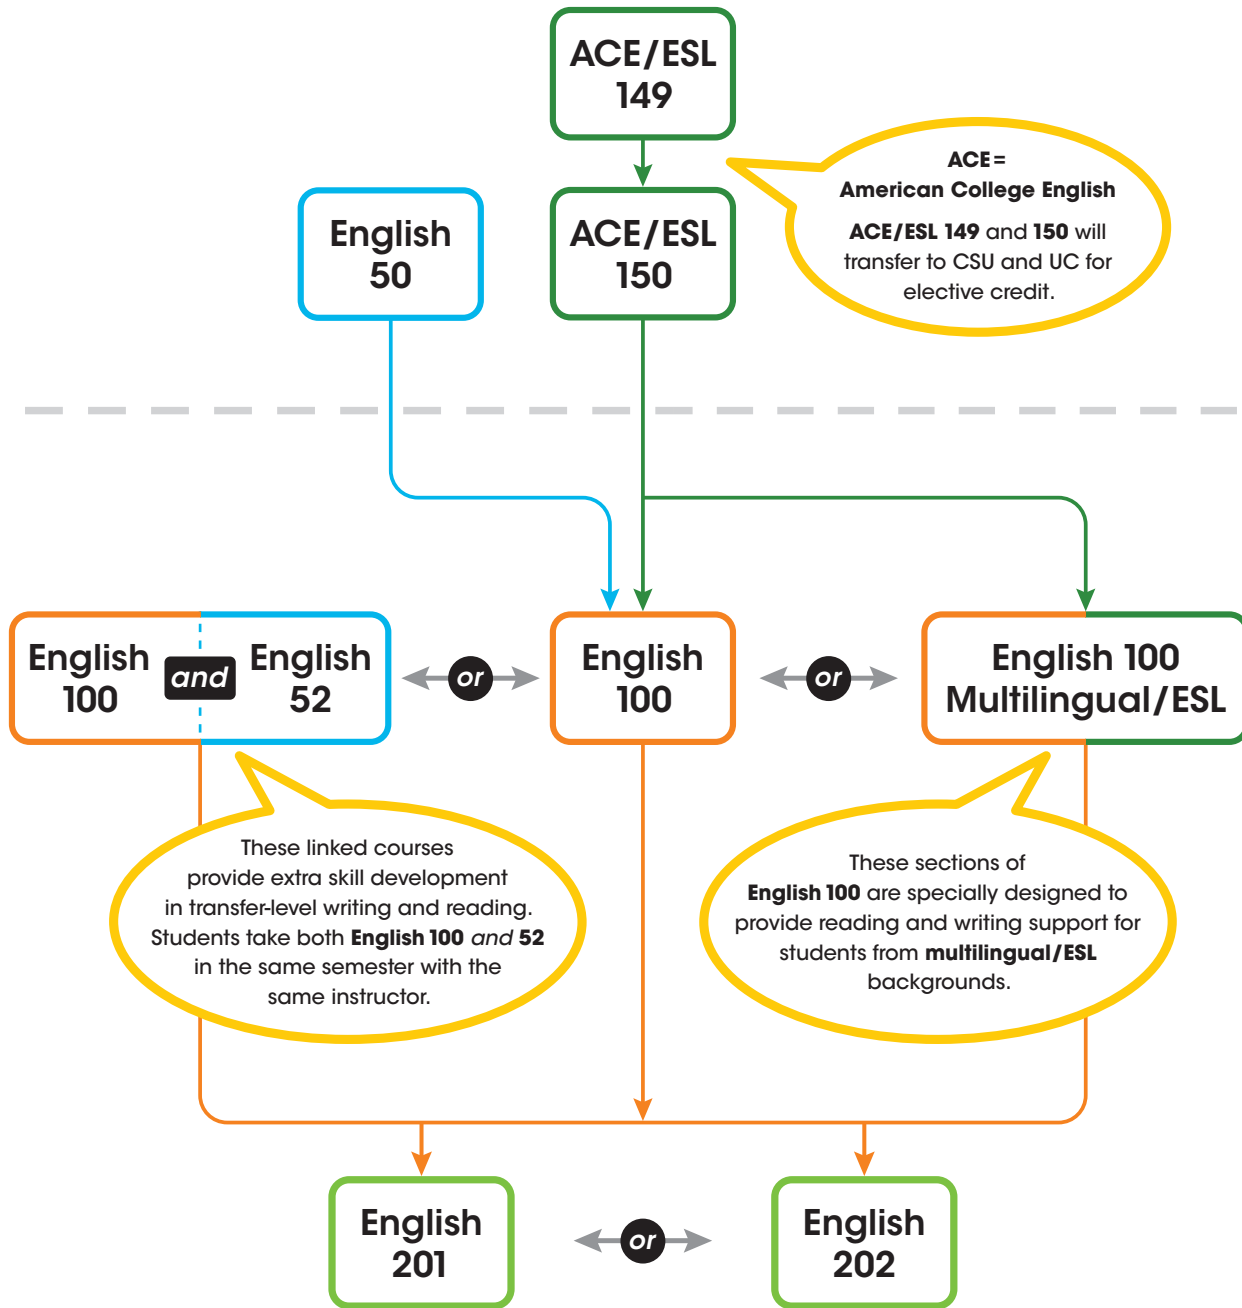 ACE/ESL
149
ACE =
American College English
ACE/ESL 149 and 150 will
transfer to CSU and UC for
elective credit.
English
50
ACE/ESL
150
English
100
and
English
52
or
English
100
or
English 100
Multilingual/ESL
These linked courses
provide extra skill development
in transfer-level writing and reading.
Students take both English 100 and 52
in the same semester with the
same instructor.
These sections of
English 100 are specially designed to
provide reading and writing support for
students from multilingual/ESL
backgrounds.
English
201
or
English
202